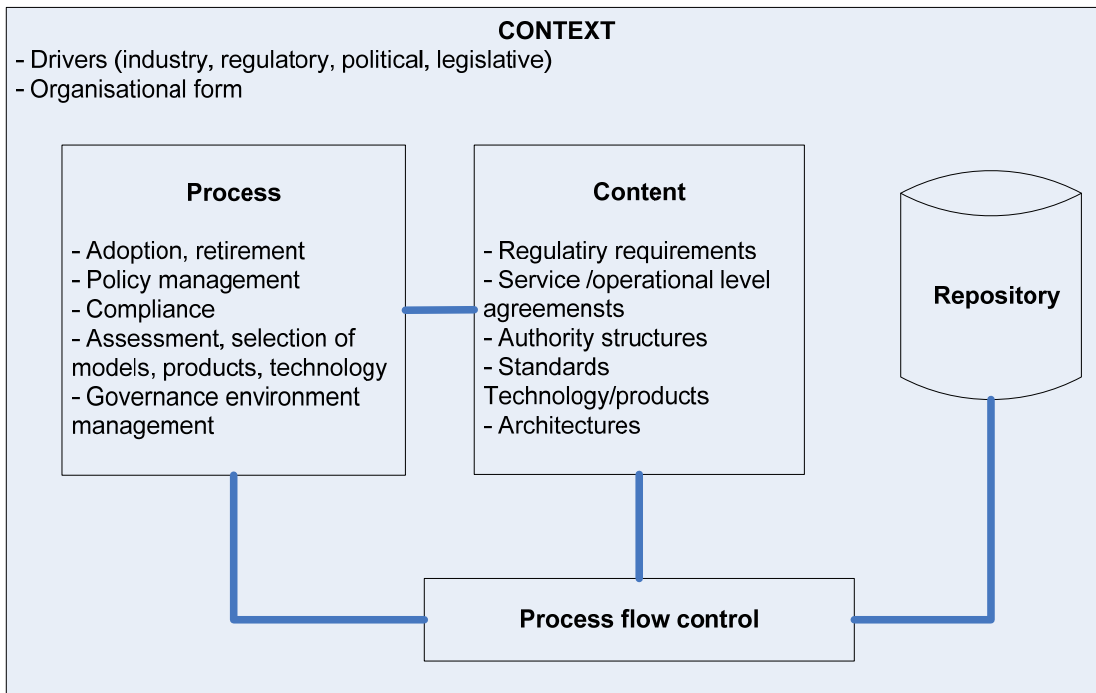 CONTEXT
- Drivers (industry, regulatory, political, legislative)
- Organisational form
Process
- Adoption, retirement
- Policy management
- Compliance
- Assessment, selection of
models, products, technology
- Governance environment
management
Content
- Regulatiry requirements
- Service /operational level
agreemensts
- Authority structures
- Standards
Technology/products
- Architectures
Repository
Process flow control